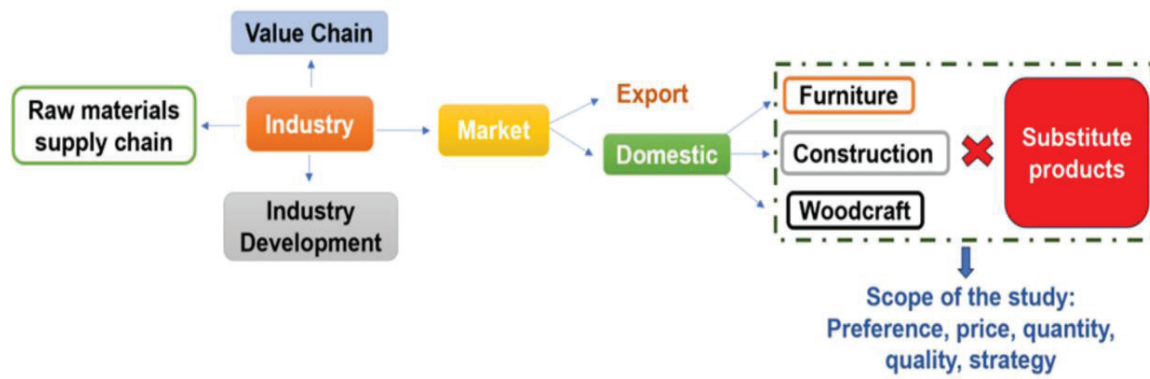 Value Chain
Raw materials
supply chain
Industry
Industry
Development
Market
Export
Domestic
Furniture
Construction
Woodcraft
Substitute
products
Scope of the study:
Preference, price, quantity,
quality, strategy